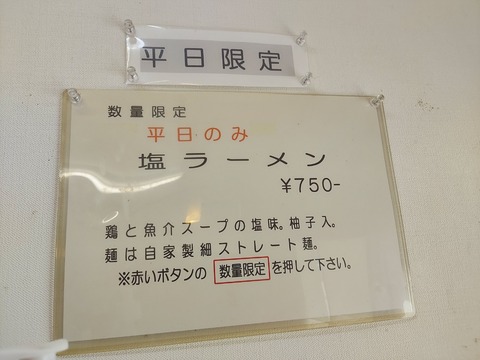 平日限定
数量限定
平日のみ
塩ラーメン
¥750-
鶏と魚介スープの塩味。柚子入。
麺は自家製細ストレート麺。
※赤いボタンの 数量限定 を押して下さい。